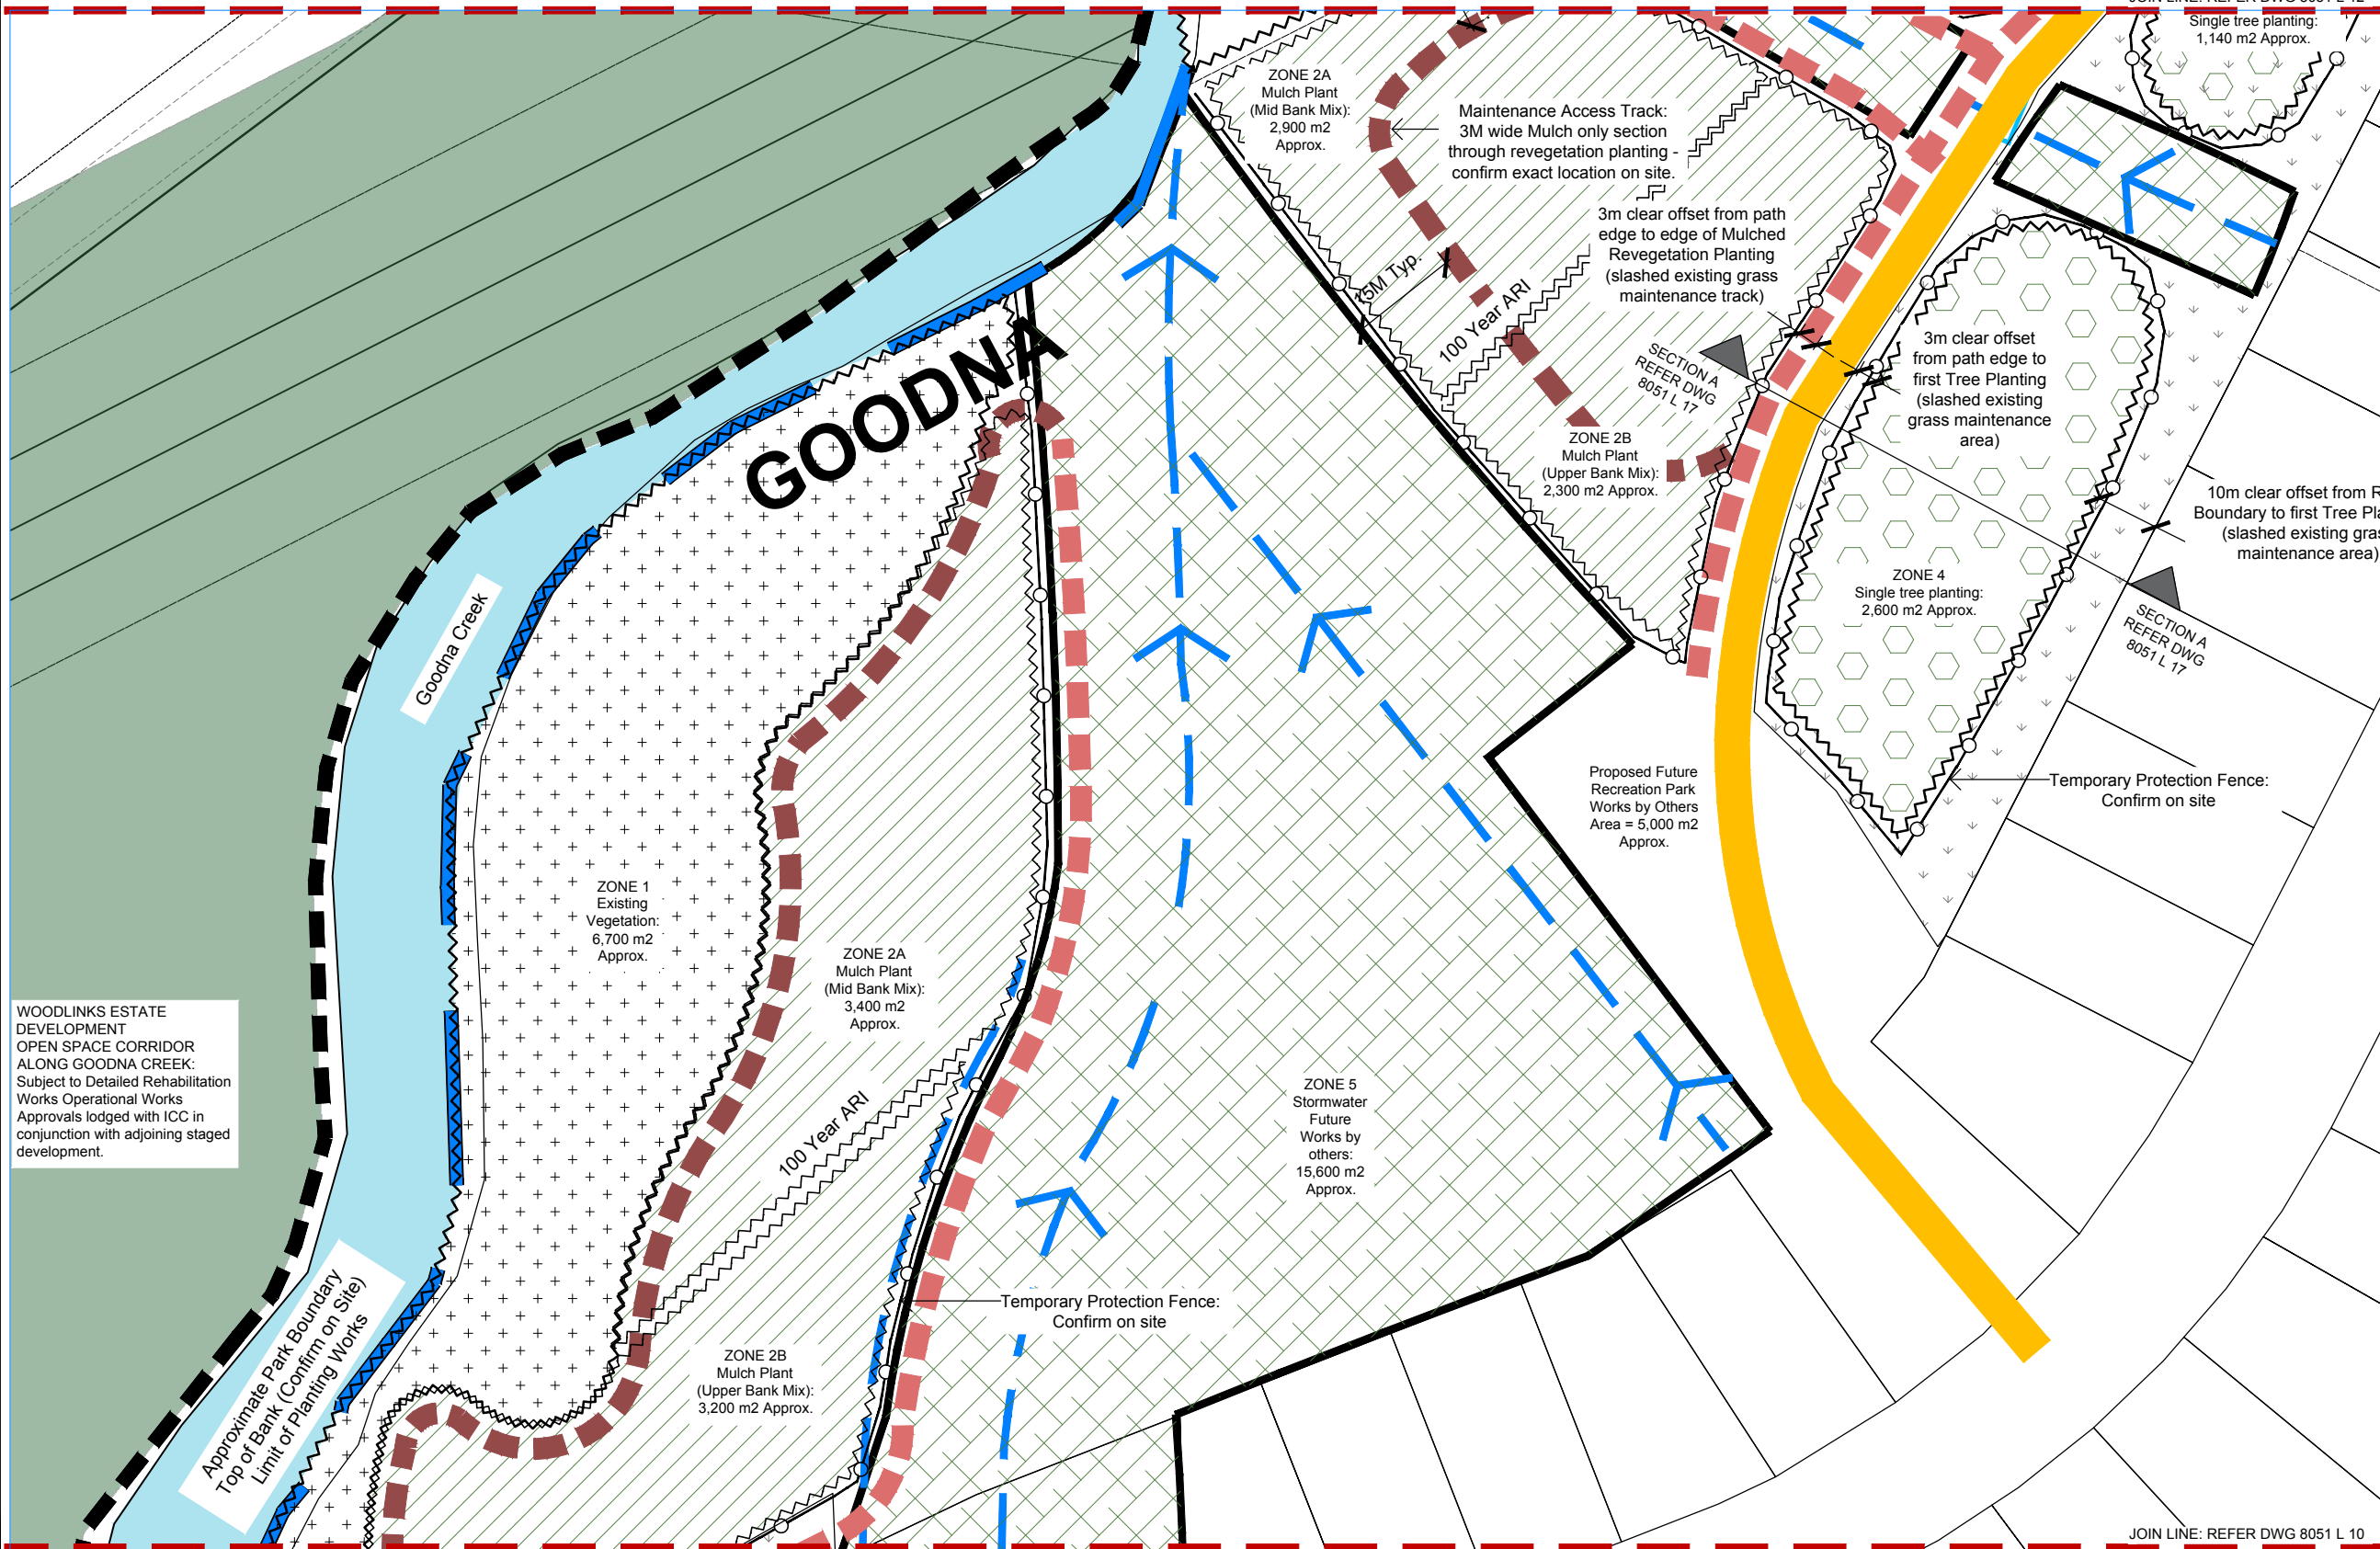 JOIN LINE: REFER DWG 8051 L 12
Single tree planting:
1,140 m2 Approx.
ZONE 2A
Mulch Plant
(Mid Bank Mix):
2,900 m2
Approx.
Maintenance Access Track:
3M wide Mulch only section
through revegetation planting -
confirm exact location on site.
3m clear offset from path
edge to edge of Mulched
Revegetation Planting
(slashed existing grass
maintenance track)
15M Typ.
100 Year ARI
SECTION A
REFER DWG
8051 L 17
3m clear offset
from path edge to
first Tree Planting
(slashed existing
grass maintenance
area)
GOODNA
ZONE 2B
Mulch Plant
(Upper Bank Mix):
2,300 m2 Approx.
10m clear offset from
Boundary to first Tree
(slashed existing
maintenance area)
ZONE 4
Single tree planting:
2,600 m2 Approx.
SECTION A
REFER DWG
8051 L 17
Goodna Creek
Proposed Future
Recreation Park
Works by Others
Area = 5,000 m2
Approx.
Temporary Protection Fence:
Confirm on site
ZONE 1
Existing
Vegetation:
6,700 m2
Approx.
ZONE 2A
Mulch Plant
(Mid Bank Mix):
3,400 m2
Approx.
WOODLINKS ESTATE
DEVELOPMENT
OPEN SPACE CORRIDOR
ALONG GOODNA CREEK:
Subject to Detailed Rehabilitation
Works Operational Works
Approvals lodged with ICC in
conjunction with adjoining staged
development.
100 Year ARI
ZONE 5
Stormwater
Future
Works by
others:
15,600 m2
Approx.
Approximate Park Boundary
Top of Bank (Confirm on Site)
Limit of Planting Works
Temporary Protection Fence:
Confirm on site
ZONE 2B
Mulch Plant
(Upper Bank Mix):
3,200 m2 Approx.
JOIN LINE: REFER DWG 8051 L 10